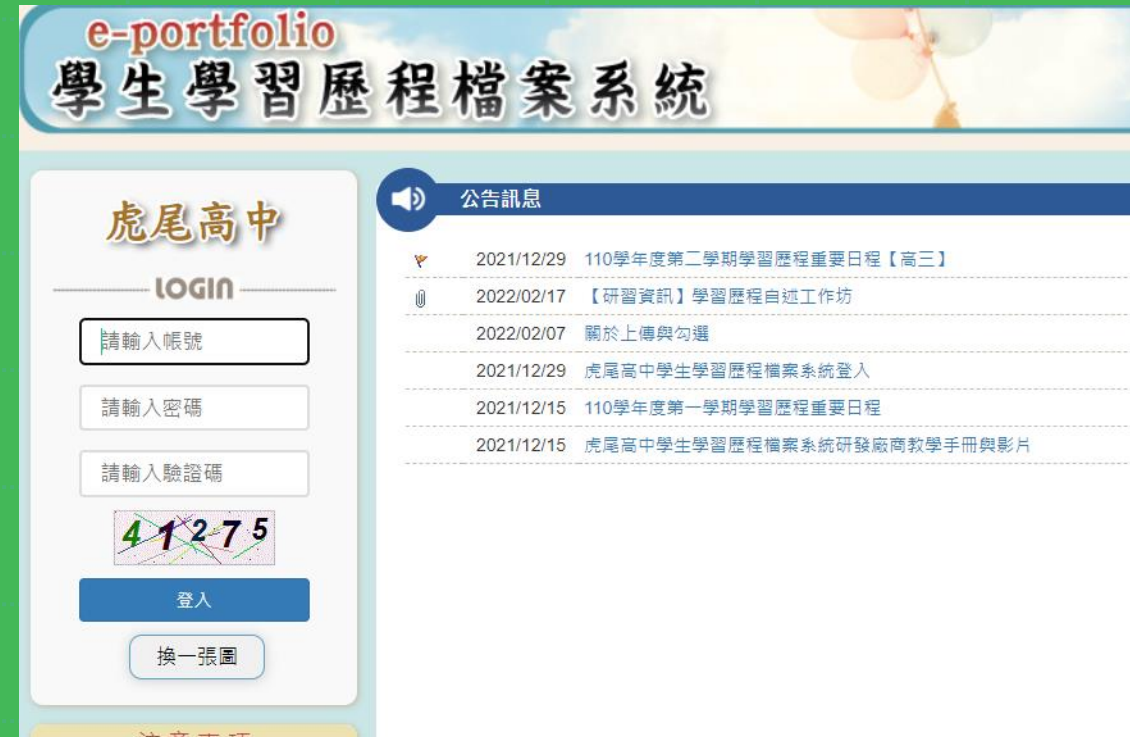 e-portfolio
學生學習歷程檔案系統
虎尾高中
LOGIN
請輸入帳號
請輸入密碼
請輸入驗證碼
41275
登入
換一張圖
注意事項
公告訊息
2021/12/29 110學年度第二學期學習歷程重要日程【高三】
2022/02/17 【研習資訊】學習歷程自述工作坊
2022/02/07 關於上傳與勾選
2021/12/29 虎尾高中學生學習歷程檔案系統登入
2021/12/15 110學年度第一學期學習歷程重要日程
2021/12/15 虎尾高中學生學習歷程檔案系統研發廠商教學手冊與影片